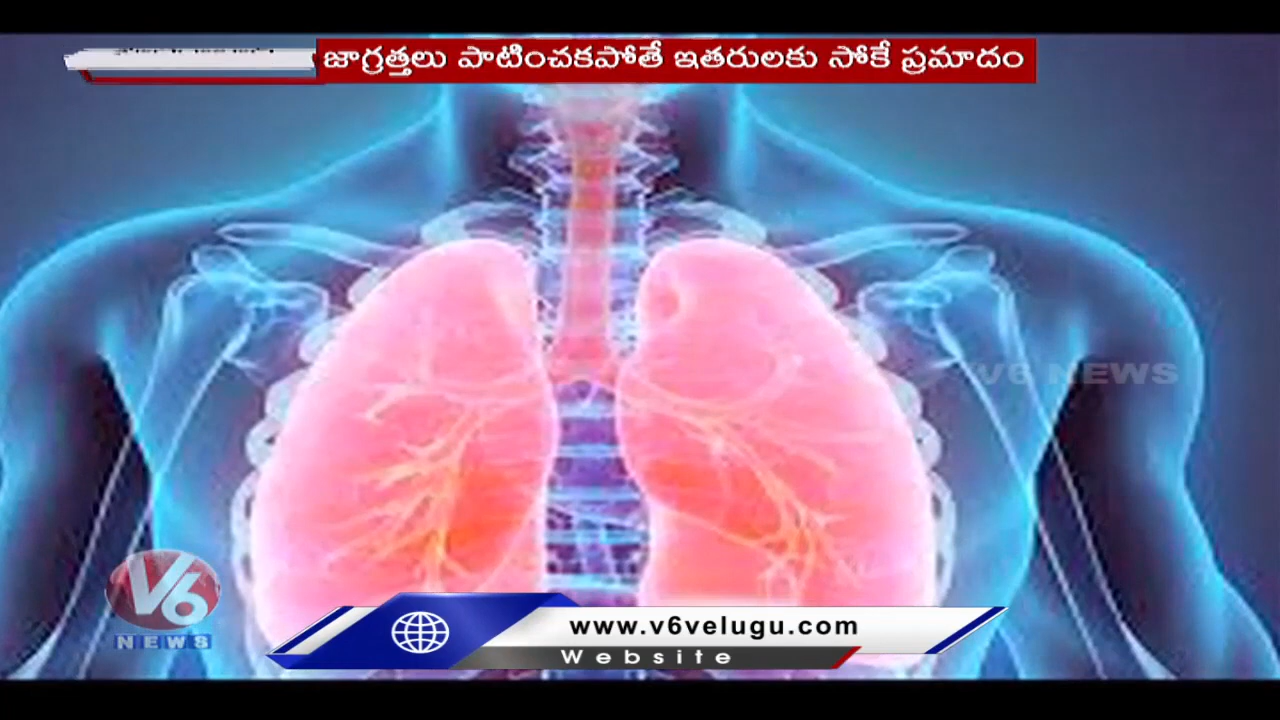 జాగ్రత్తలు పాటించకపోతే ఇతరులకు సోకే ప్రమాదం
V6 NEWS
V6
NEWS
www.v6velugu.com
Website